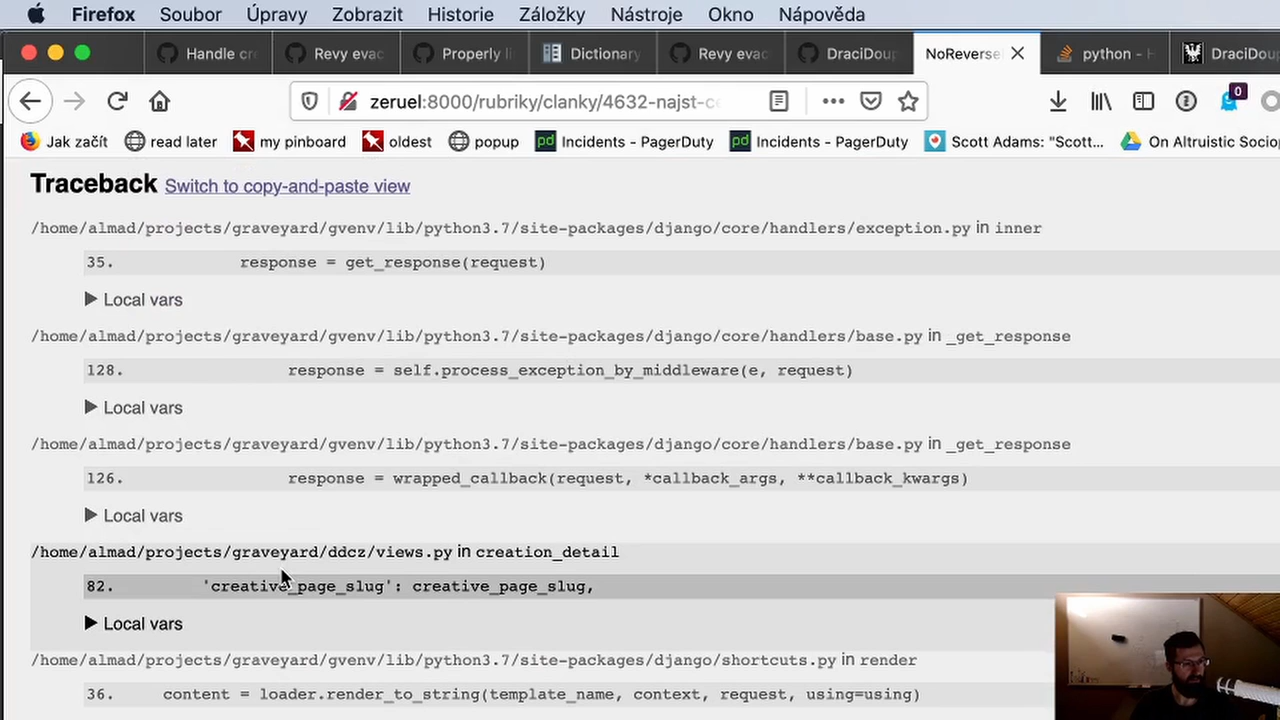 Firefox Soubor Úpravy Zobrazit Historie Záložky Nástroje Okno Nápověda
Handle cr Revy evac Properly li Dictionary Revy evac DraciDoup NoReverse python - H DraciDou
zeruel:8000/rubriky/clanky/4632-najst-ce 0
Jak začít read later my pinboard oldest popup pd Incidents - PagerDuty pd Incidents - PagerDuty Scott Adams: "Scott... On Altruistic Sociop
Traceback Switch to copy-and-paste view
/home/almad/projects/graveyard/gvenv/lib/python3.7/site-packages/django/core/handlers/exception.py in inner
35. response = get_response(request)
Local vars
/home/almad/projects/graveyard/gvenv/lib/python3.7/site-packages/django/core/handlers/base.py in _get_response
128. response = self.process_exception_by_middleware(e, request)
Local vars
/home/almad/projects/graveyard/gvenv/lib/python3.7/site-packages/django/core/handlers/base.py in _get_response
126. response = wrapped_callback(request, *callback_args, **callback_kwargs)
Local vars
/home/almad/projects/graveyard/ddcz/views.py in creation_detail
82. 'creative_page_slug': creative_page_slug,
Local vars
/home/almad/projects/graveyard/gvenv/lib/python3.7/site-packages/django/shortcuts.py in render
36. content = loader.render_to_string(template_name, context, request, using=using)